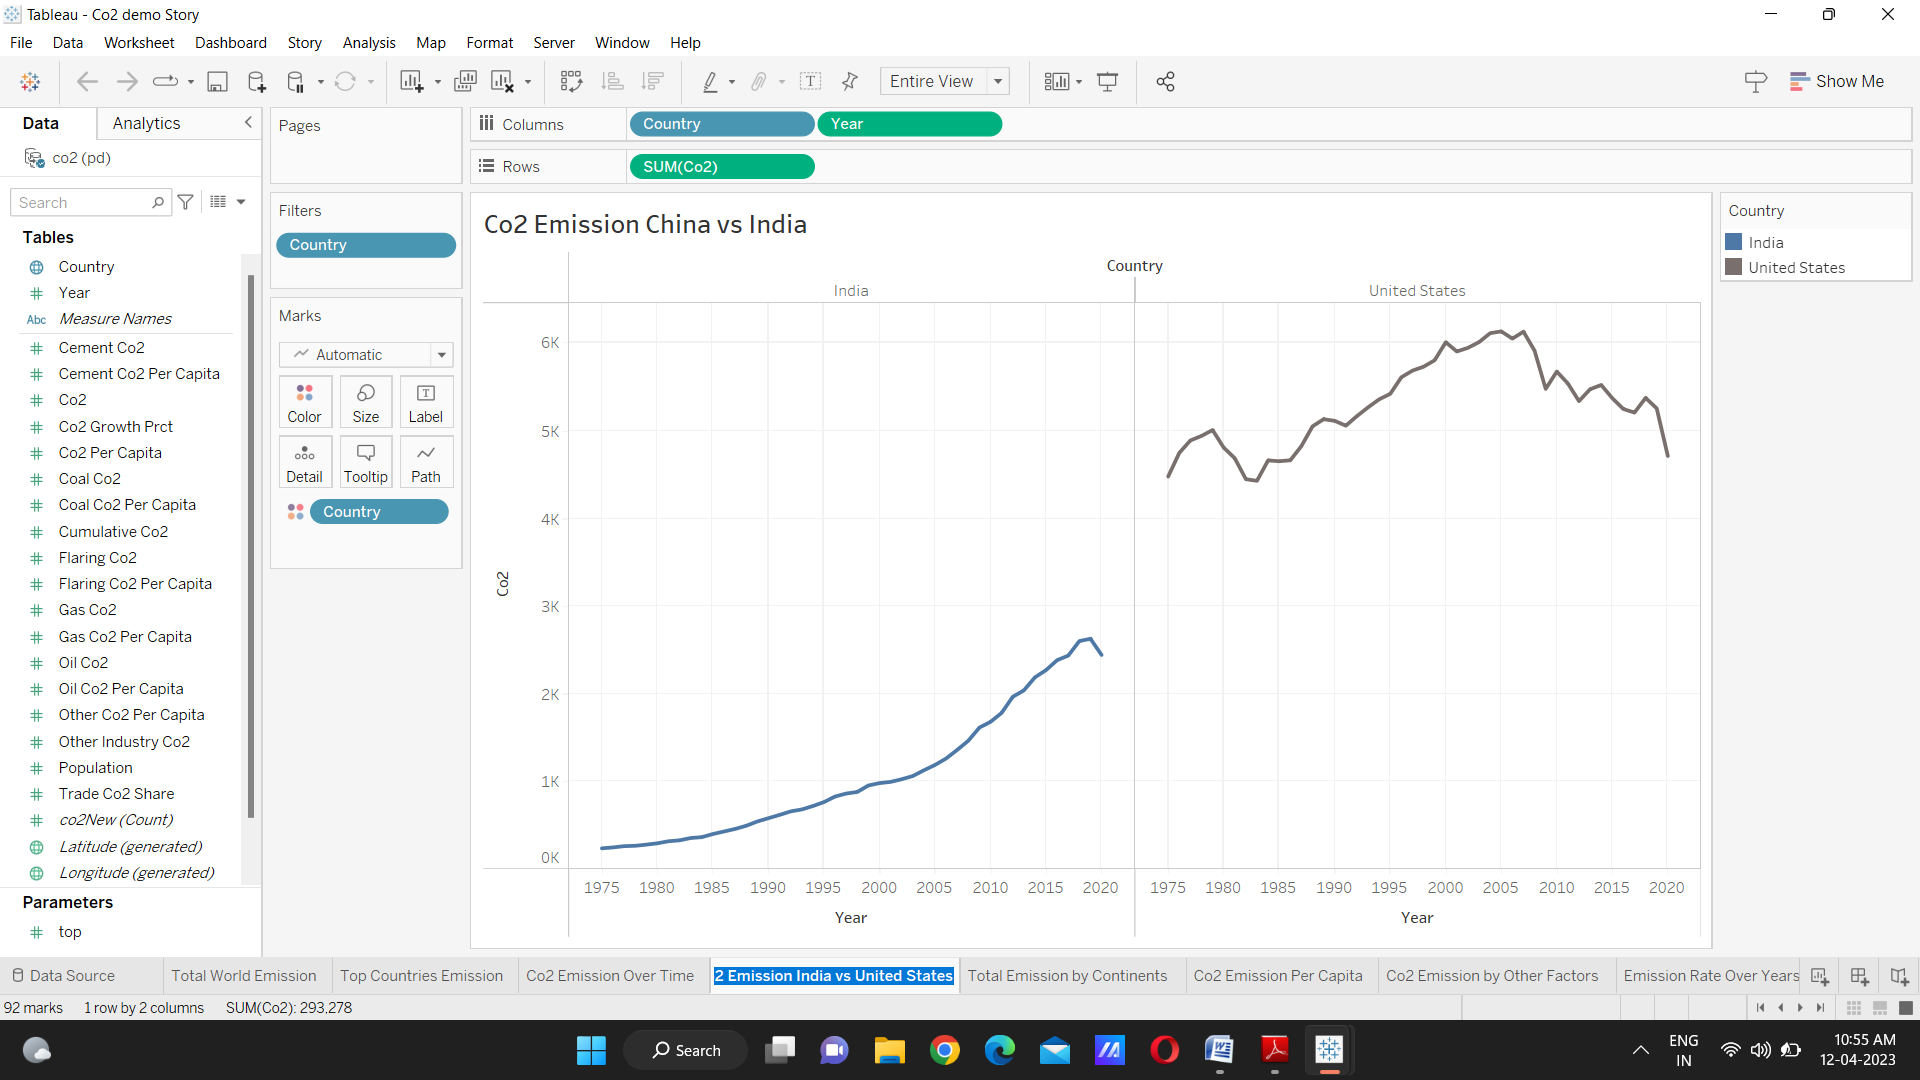 Tableau - Co2 demo Story
File Data Worksheet Dashboard Story Analysis Map Format Server Window Help
Entire View
Show Me
Data Analytics
co2 (pd)
Search
Tables
Country
Year
Abc Measure Names
Cement Co2
Cement Co2 Per Capita
Co2
Co2 Growth Prct
Co2 Per Capita
Coal Co2
Coal Co2 Per Capita
Cumulative Co2
Flaring Co2
Flaring Co2 Per Capita
Gas Co2
Gas Co2 Per Capita
Oil Co2
Oil Co2 Per Capita
Other Co2 Per Capita
Other Industry Co2
Population
Trade Co2 Share
co2New (Count)
Latitude (generated)
Longitude (generated)
Parameters
top
Pages
Filters
Country
Marks
Automatic
Color Size Label
Detail Tooltip Path
Country
Columns Country Year
Rows SUM(Co2)
Co2 Emission China vs India
Country
India United States
6K
5K
4K
3K
2K
1K
0K
Co2
1975 1980 1985 1990 1995 2000 2005 2010 2015 2020 1975 1980 1985 1990 1995 2000 2005 2010 2015 2020
Year Year
Country
India
United States
Data Source Total World Emission Top Countries Emission Co2 Emission Over Time 2 Emission India vs United States Total Emission by Continents Co2 Emission Per Capita Co2 Emission by Other Factors Emission Rate Over Years
92 marks 1 row by 2 columns SUM(Co2): 293,278
Search
ENG
IN
10:55 AM
12-04-2023